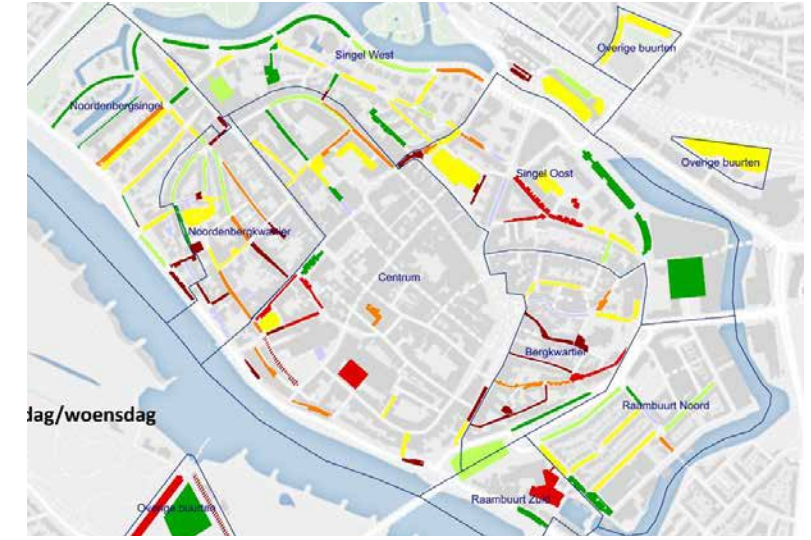 Overige buurten
Singel West
Noordenbergsingel
Overige buurten
Singel Oost
Noordenbergkwartier
Centrum
Bergkwartier
Raambuurt Noord
dag/woensdag
Raambuurt Zuid
Overige buurten